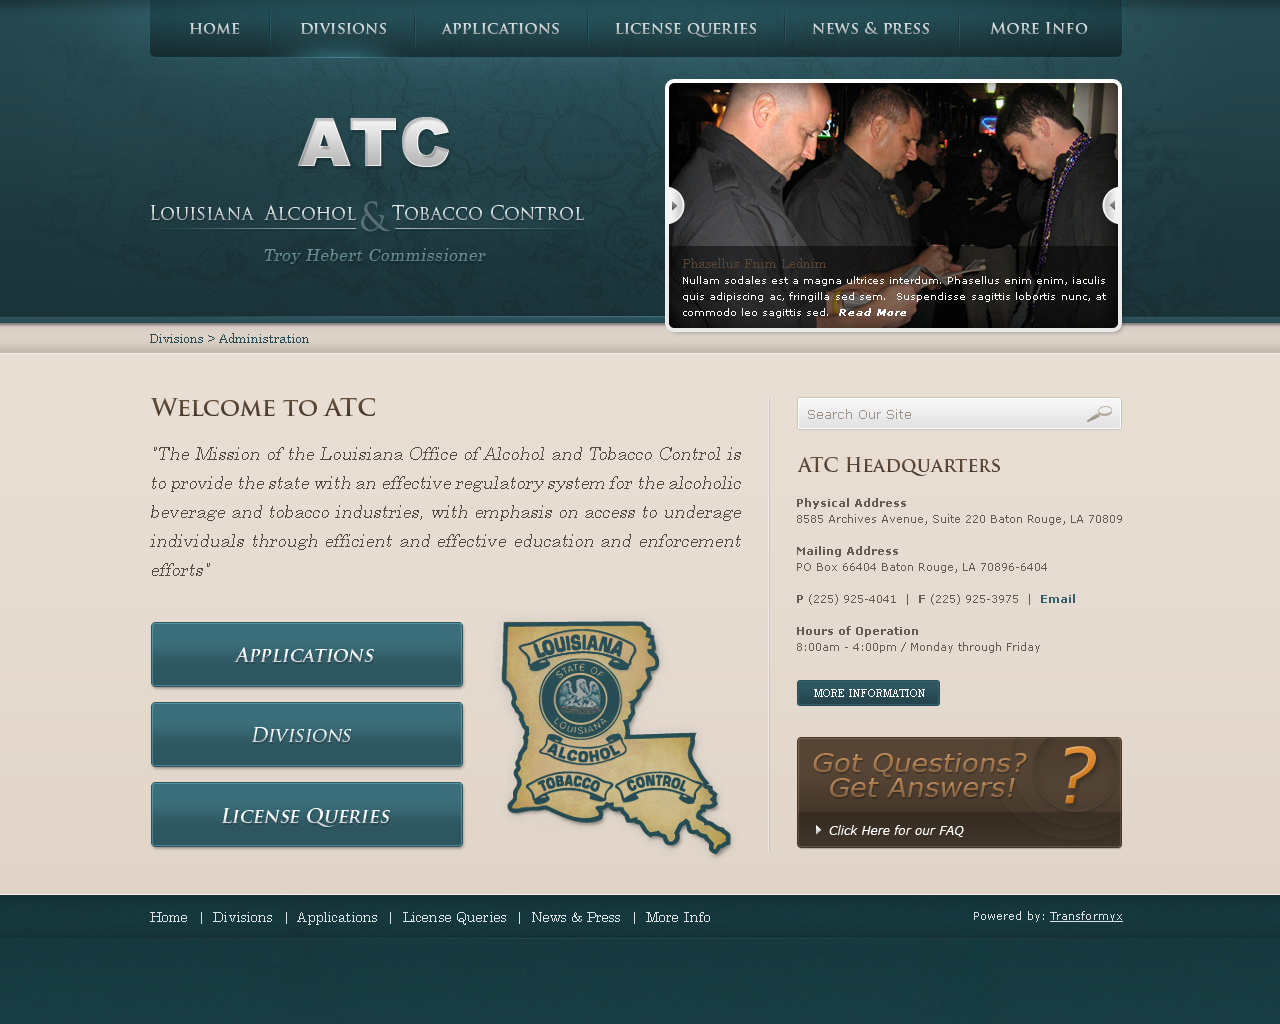 HOME DIVISIONS APPLICATIONS LICENSE QUERIES NEWS & PRESS MORE INFO
ATC
LOUISIANA ALCOHOL & TOBACCO CONTROL
Troy Hebert Commissioner
Phasellus Fnim Lednim
Nullam sodales est a magna ultrices interdum. Phasellus enim enim, iaculis
quis adipiscing ac, fringilla sed sem. Suspendisse sagittis lobortis nunc, at
commodo leo sagittis sed. Read More
Divisions > Administration
WELCOME TO ATC
"The Mission of the Louisiana Office of Alcohol and Tobacco Control is
to provide the state with an effective regulatory system for the alcoholic
beverage and tobacco industries, with emphasis on access to underage
individuals through efficient and effective education and enforcement
efforts"
APPLICATIONS
DIVISIONS
LICENSE QUERIES
LOUISIANA
STATE OF
LOUISIANA
ALCOHOL
TOBACCO CONTROL
Search Our Site
ATC HEADQUARTERS
Physical Address
8585 Archives Avenue, Suite 220 Baton Rouge, LA 70809
Mailing Address
PO Box 66404 Baton Rouge, LA 70896-6404
P (225) 925-4041 | F (225) 925-3975 | Email
Hours of Operation
8:00am - 4:00pm / Monday through Friday
MORE INFORMATION
Got Questions?
Get Answers!
?
Click Here for our FAQ
Home | Divisions | Applications | License Queries | News & Press | More Info
Powered by: Transformyx